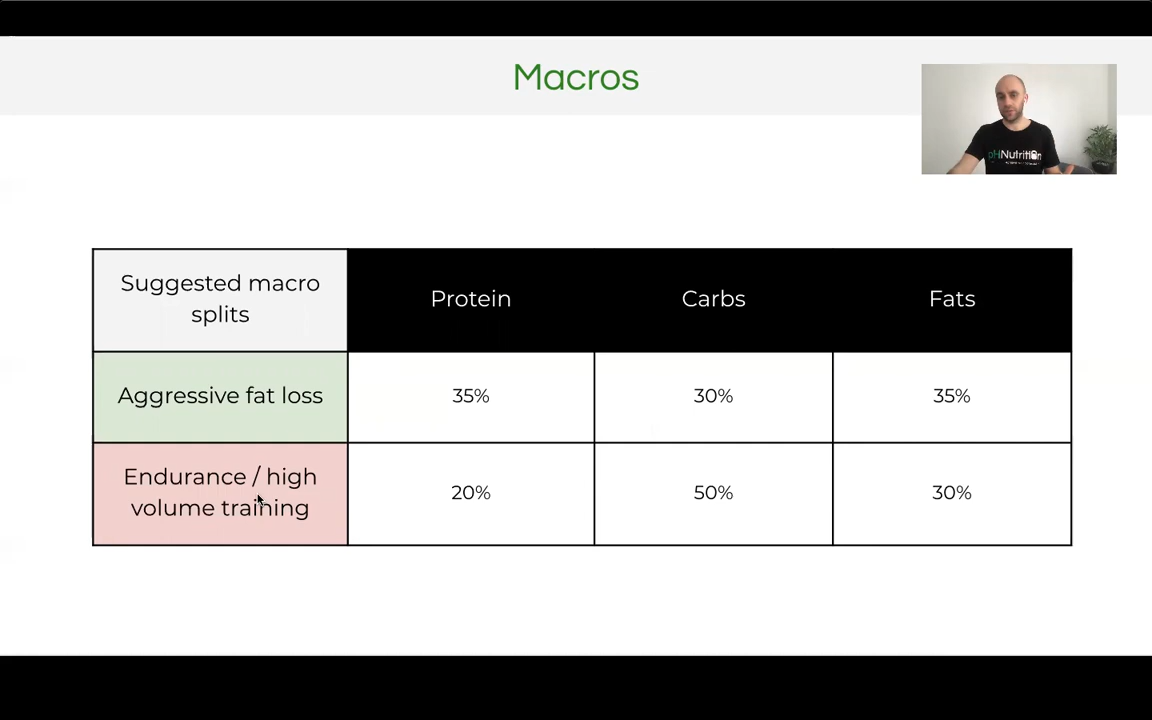 Macros
pHNutrition
Suggested macro
splits
Protein
Carbs
Fats
Aggressive fat loss
35%
30%
35%
Endurance / high
volume training
20%
50%
30%